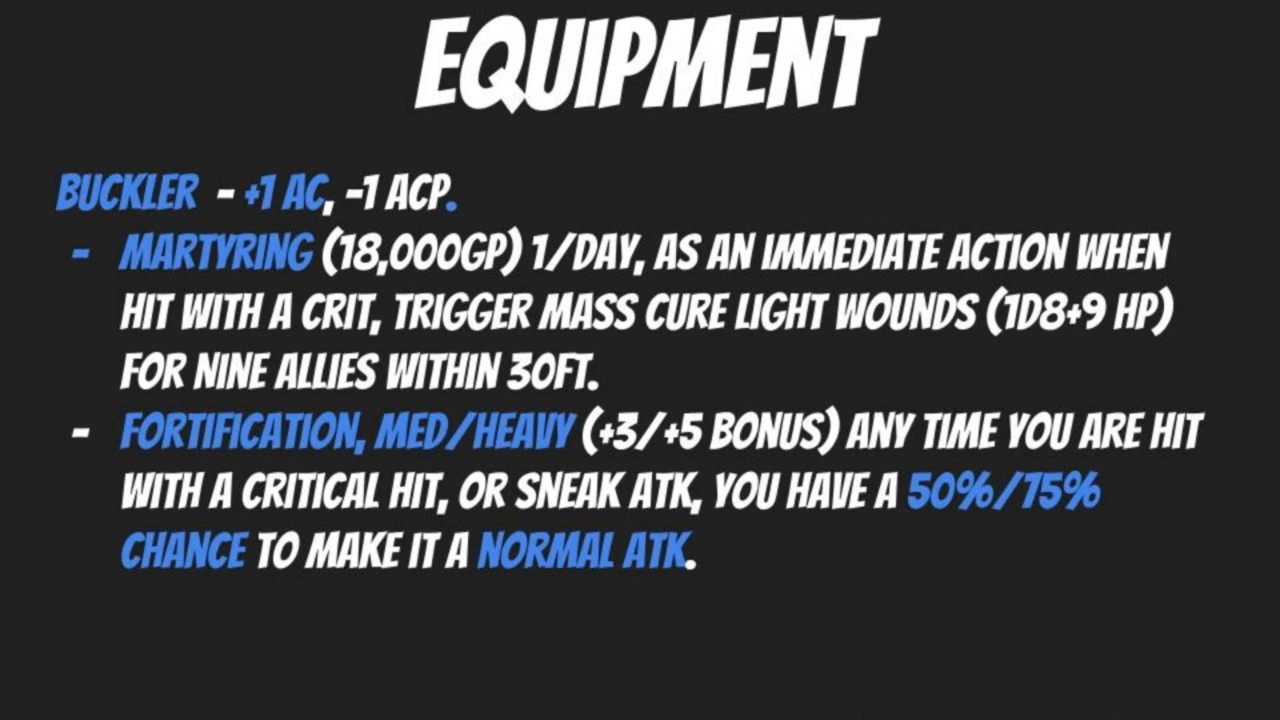 EQUIPMENT
BUCKLER - +1 AC, -1 ACP.
- MARTYRING (18,000GP) 1/DAY, AS AN IMMEDIATE ACTION WHEN
HIT WITH A CRIT, TRIGGER MASS CURE LIGHT WOUNDS (1D8+9 HP)
FOR NINE ALLIES WITHIN 30FT.
- FORTIFICATION, MED/HEAVY (+3/+5 BONUS) ANY TIME YOU ARE HIT
WITH A CRITICAL HIT, OR SNEAK ATK, YOU HAVE A 50%/75%
CHANCE TO MAKE IT A NORMAL ATK.